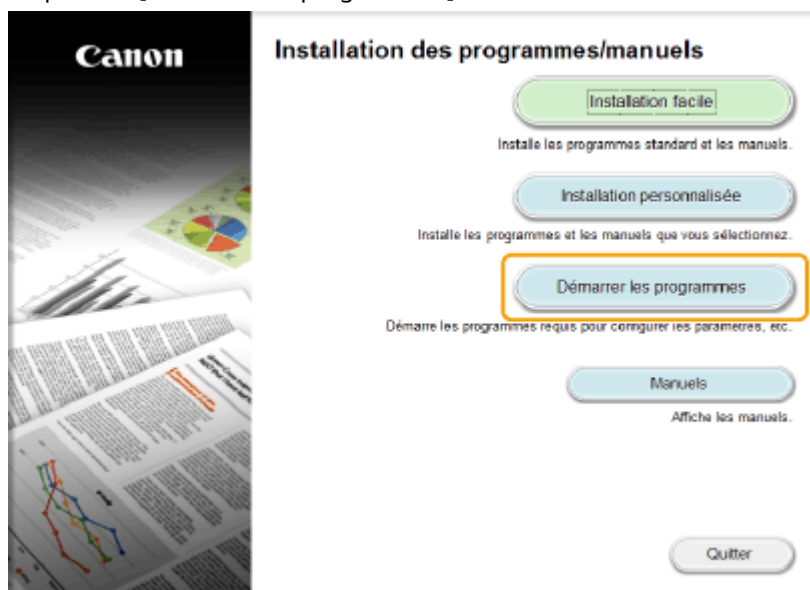 Canon
Installation des programmes/manuels
Installation facile
Installe les programmes standard et les manuels.
Installation personnalisée
Installe les programmes et les manuels que vous sélectionnez.
Démarrer les programmes
Démarre les programmes requis pour configurer les paramètres, etc.
Manuels
Affiche les manuels.
Quitter